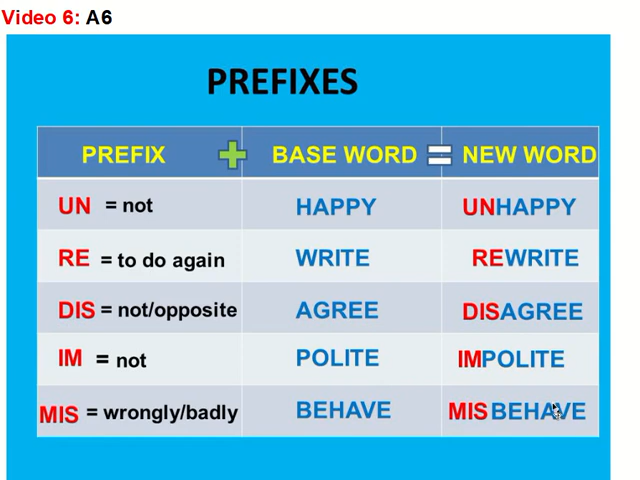 Video 6: A6
PREFIXES
PREFIX + BASE WORD = NEW WORD
UN = not HAPPY UNHAPPY
RE = to do again WRITE REWRITE
DIS = not/opposite AGREE DISAGREE
IM = not POLITE IMPOLITE
MIS = wrongly/badly BEHAVE MISBEHAVE